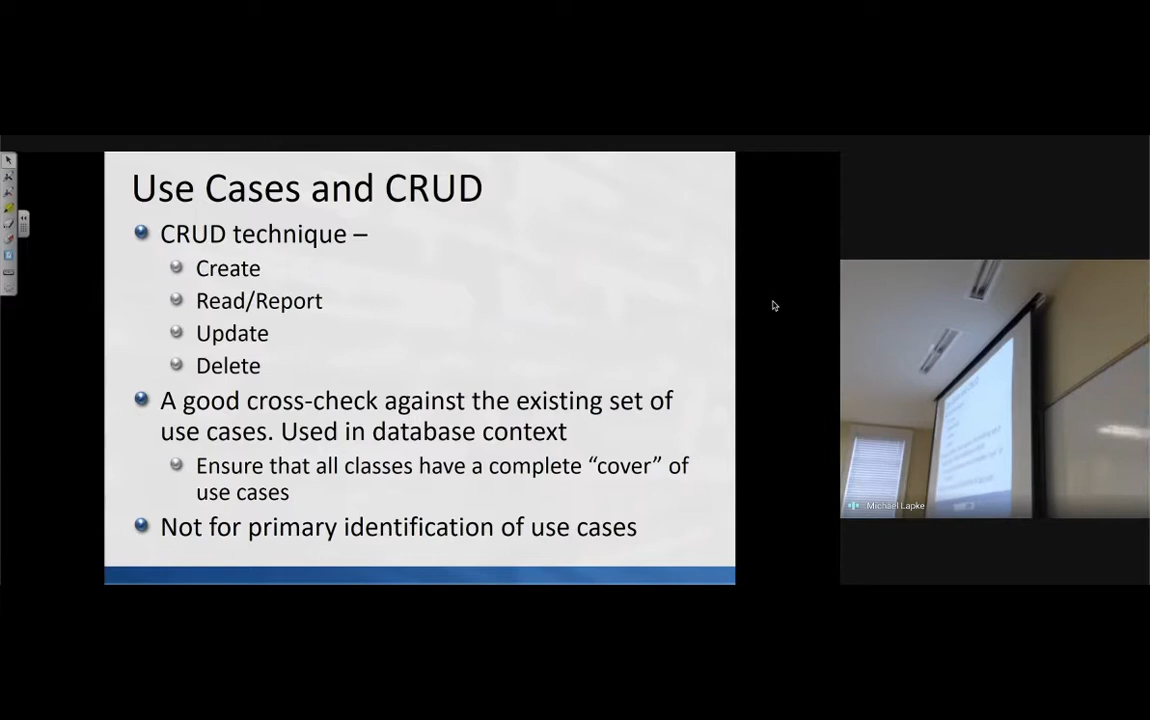 Use Cases and CRUD
CRUD technique –
Create
Read/Report
Update
Delete
A good cross-check against the existing set of
use cases. Used in database context
Ensure that all classes have a complete “cover” of
use cases
Not for primary identification of use cases
Michael Lapke